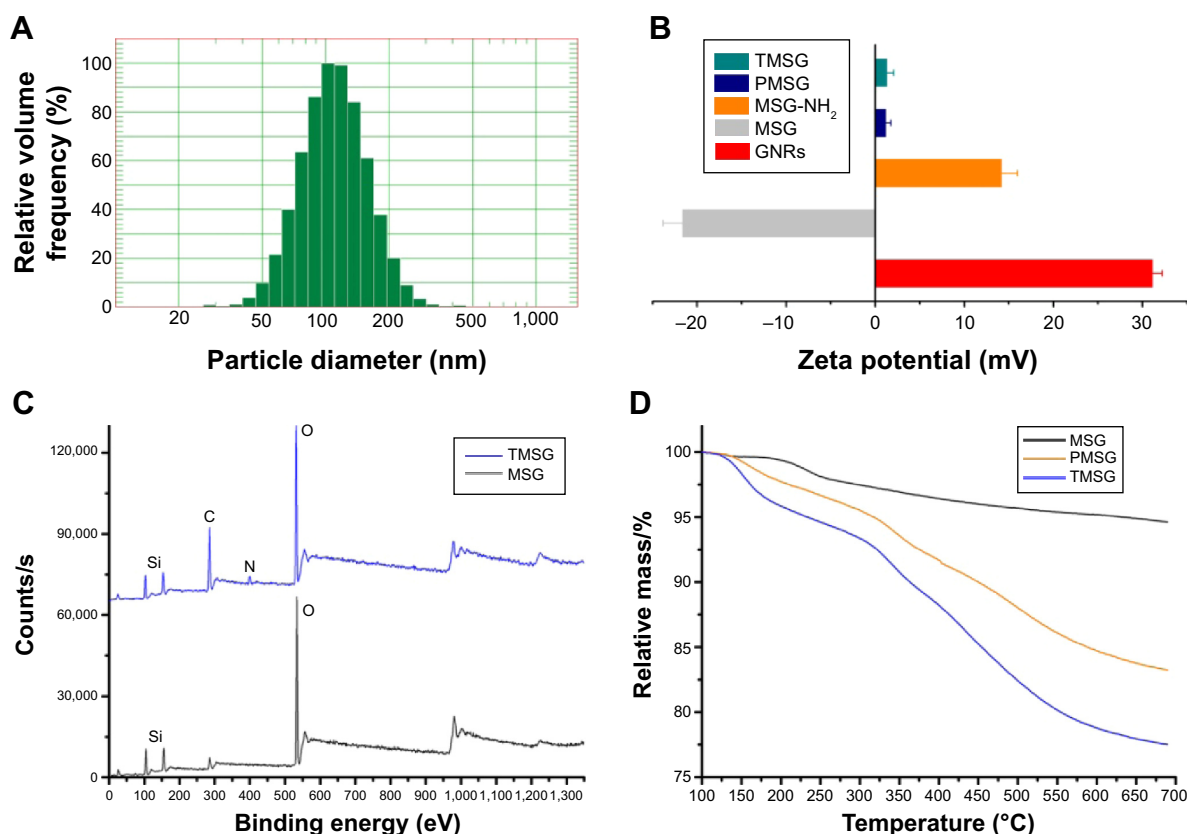 A
Relative volume
frequency (%)
100
80
60
40
20
0
20 50 100 200 500 1,000
Particle diameter (nm)
B
TMSG
PMSG
MSG-NH₂
MSG
GNRs
–20 –10 0 10 20 30
Zeta potential (mV)
C
Counts/s
120,000
90,000
60,000
30,000
0
TMSG
MSG
O
C
Si
N
O
Si
0 100 200 300 400 500 600 700 800 900 1,000 1,100 1,300
Binding energy (eV)
D
Relative mass/%
100
95
90
85
80
75
MSG
PMSG
TMSG
100 150 200 250 300 350 400 450 500 550 600 650 700
Temperature (°C)